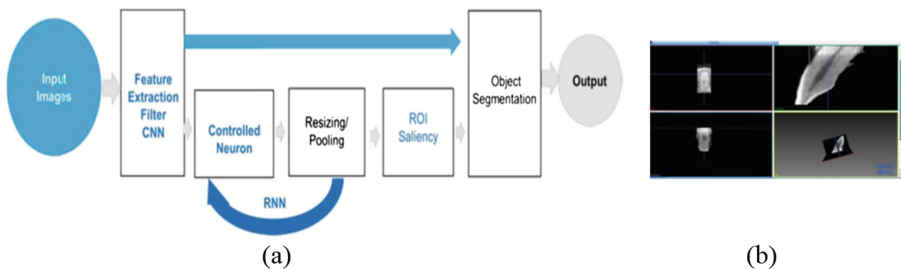 Input
Images
Feature
Extraction
Filter
CNN
Controlled
Neuron
Resizing/
Pooling
ROI
Saliency
Object
Segmentation
Output
RNN
(a)
(b)